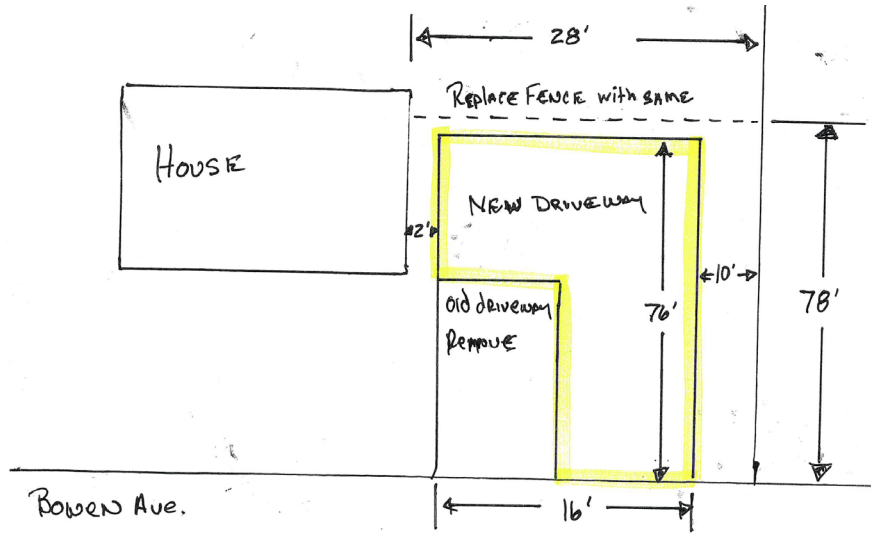 28'
Replace Fence with same
House
New Driveway
2'
10'
Old driveway
Remove
76'
78'
Bowen Ave.
16'